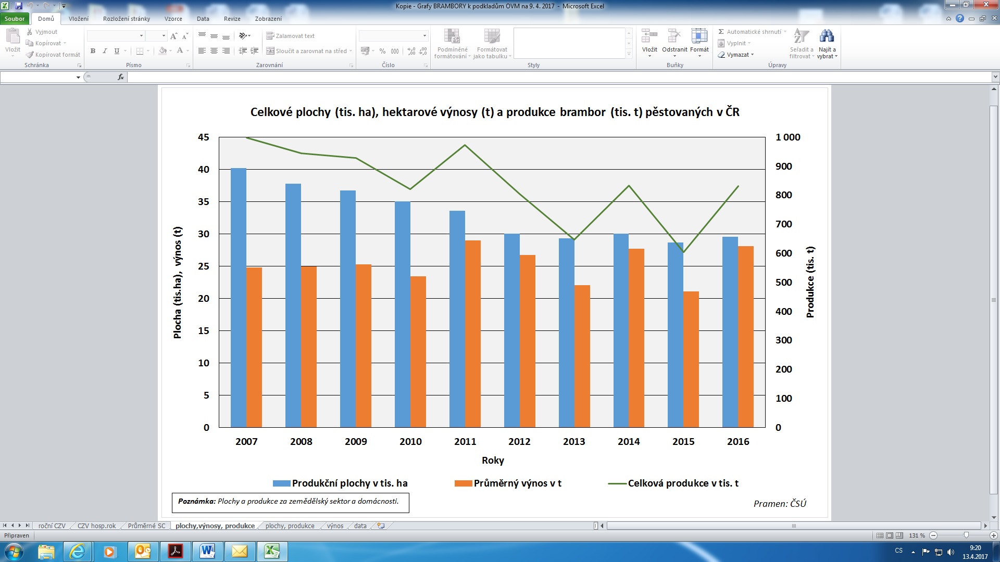 Kopie - Grafy BRAMBORY k podkladům OVM na 9. 4. 2017 - Microsoft Excel
Soubor Domů Vložení Rozložení stránky Vzorce Data Revize Zobrazení
Vložit
Vyjmout
Kopírovat
Kopírovat formát
Schránka
B I U A
Písmo
Zalamovat text
Sloučit a zarovnat na střed
Zarovnání
% 000
Číslo
Podmíněné formátování
Formátovat jako tabulku
Styly
Vložit Odstranit Formát
Buňky
Σ Automatické shrnutí
Vyplnit
Vymazat
Seřadit a filtrovat
Najít a vybrat
Úpravy
fx
Celkové plochy (tis. ha), hektarové výnosy (t) a produkce brambor (tis. t) pěstovaných v ČR
Plocha (tis.ha), výnos (t)
45
40
35
30
25
20
15
10
5
0
1 000
900
800
700
600
500
400
300
200
100
0
Produkce (tis. t)
2007 2008 2009 2010 2011 2012 2013 2014 2015 2016
Roky
Produkční plochy v tis. ha Průměrný výnos v t Celková produkce v tis. t
Poznámka: Plochy a produkce za zemědělský sektor a domácnosti.
Pramen: ČSÚ
roční CZV CZV hosp.rok Průměrné SC plochy,výnosy, produkce plochy, produkce výnos data
Připraven
131 %
CS
9:20
13.4.2017